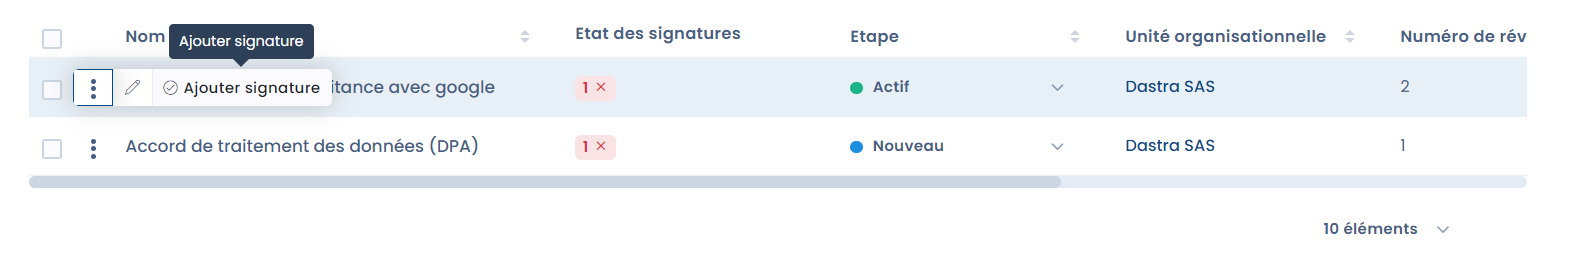 Ajouter signature
Nom
Etat des signatures
Etape
Unité organisationnelle
Numéro de rév
Ajouter signature
avec google
1
Actif
Dastra SAS
2
Accord de traitement des données (DPA)
1
Nouveau
Dastra SAS
1
10 éléments